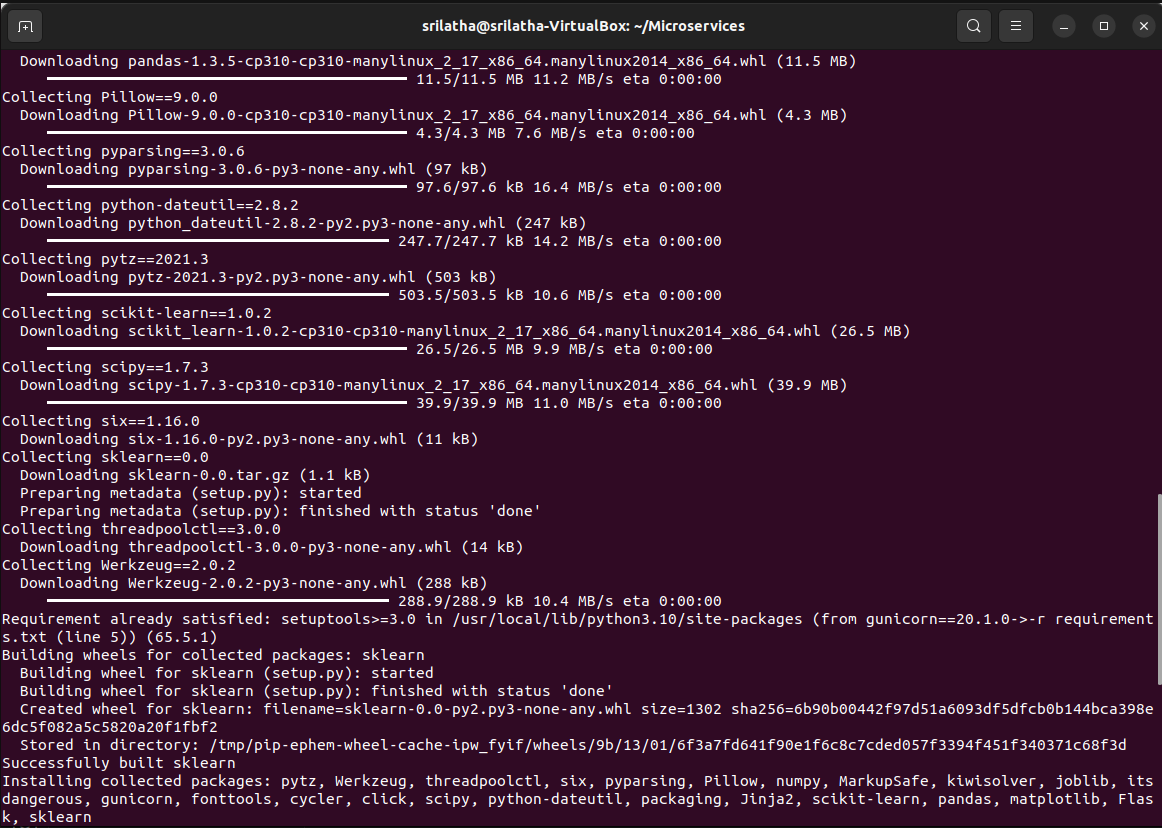 srilatha@srilatha-VirtualBox: ~/Microservices
Downloading pandas-1.3.5-cp310-cp310-manylinux_2_17_x86_64.manylinux2014_x86_64.whl (11.5 MB)
11.5/11.5 MB 11.2 MB/s eta 0:00:00
Collecting Pillow==9.0.0
Downloading Pillow-9.0.0-cp310-cp310-manylinux_2_17_x86_64.manylinux2014_x86_64.whl (4.3 MB)
4.3/4.3 MB 7.6 MB/s eta 0:00:00
Collecting pyparsing==3.0.6
Downloading pyparsing-3.0.6-py3-none-any.whl (97 kB)
97.6/97.6 kB 16.4 MB/s eta 0:00:00
Collecting python-dateutil==2.8.2
Downloading python_dateutil-2.8.2-py2.py3-none-any.whl (247 kB)
247.7/247.7 kB 14.2 MB/s eta 0:00:00
Collecting pytz==2021.3
Downloading pytz-2021.3-py2.py3-none-any.whl (503 kB)
503.5/503.5 kB 10.6 MB/s eta 0:00:00
Collecting scikit-learn==1.0.2
Downloading scikit_learn-1.0.2-cp310-cp310-manylinux_2_17_x86_64.manylinux2014_x86_64.whl (26.5 MB)
26.5/26.5 MB 9.9 MB/s eta 0:00:00
Collecting scipy==1.7.3
Downloading scipy-1.7.3-cp310-cp310-manylinux_2_17_x86_64.manylinux2014_x86_64.whl (39.9 MB)
39.9/39.9 MB 11.0 MB/s eta 0:00:00
Collecting six==1.16.0
Downloading six-1.16.0-py2.py3-none-any.whl (11 kB)
Collecting sklearn==0.0
Downloading sklearn-0.0.tar.gz (1.1 kB)
Preparing metadata (setup.py): started
Preparing metadata (setup.py): finished with status 'done'
Collecting threadpoolctl==3.0.0
Downloading threadpoolctl-3.0.0-py3-none-any.whl (14 kB)
Collecting Werkzeug==2.0.2
Downloading Werkzeug-2.0.2-py3-none-any.whl (288 kB)
288.9/288.9 kB 10.4 MB/s eta 0:00:00
Requirement already satisfied: setuptools>=3.0 in /usr/local/lib/python3.10/site-packages (from gunicorn==20.1.0->-r requirement
s.txt (line 5)) (65.5.1)
Building wheels for collected packages: sklearn
Building wheel for sklearn (setup.py): started
Building wheel for sklearn (setup.py): finished with status 'done'
Created wheel for sklearn: filename=sklearn-0.0-py2.py3-none-any.whl size=1302 sha256=6b90b00442f97d51a6093df5dfcb0b144bca398e
6dc5f082a5c5820a20f1fbf2
Stored in directory: /tmp/pip-ephem-wheel-cache-ipw_fyif/wheels/9b/13/01/6f3a7fd641f90e1f6c8c7cded057f3394f451f340371c68f3d
Successfully built sklearn
Installing collected packages: pytz, Werkzeug, threadpoolctl, six, pyparsing, Pillow, numpy, MarkupSafe, kiwisolver, joblib, its
dangerous, gunicorn, fonttools, cycler, click, scipy, python-dateutil, packaging, Jinja2, scikit-learn, pandas, matplotlib, Flas
k, sklearn